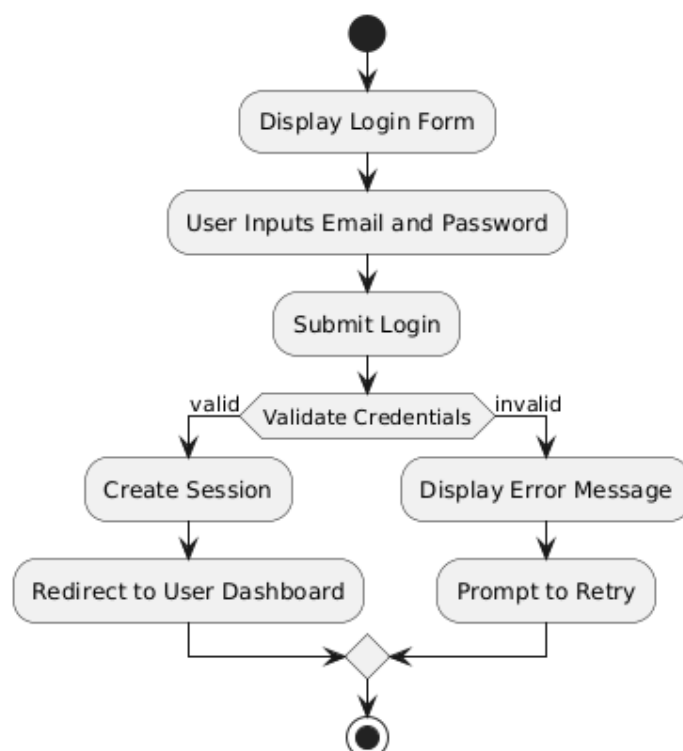 Display Login Form
User Inputs Email and Password
Submit Login
valid
Validate Credentials
invalid
Create Session
Display Error Message
Redirect to User Dashboard
Prompt to Retry